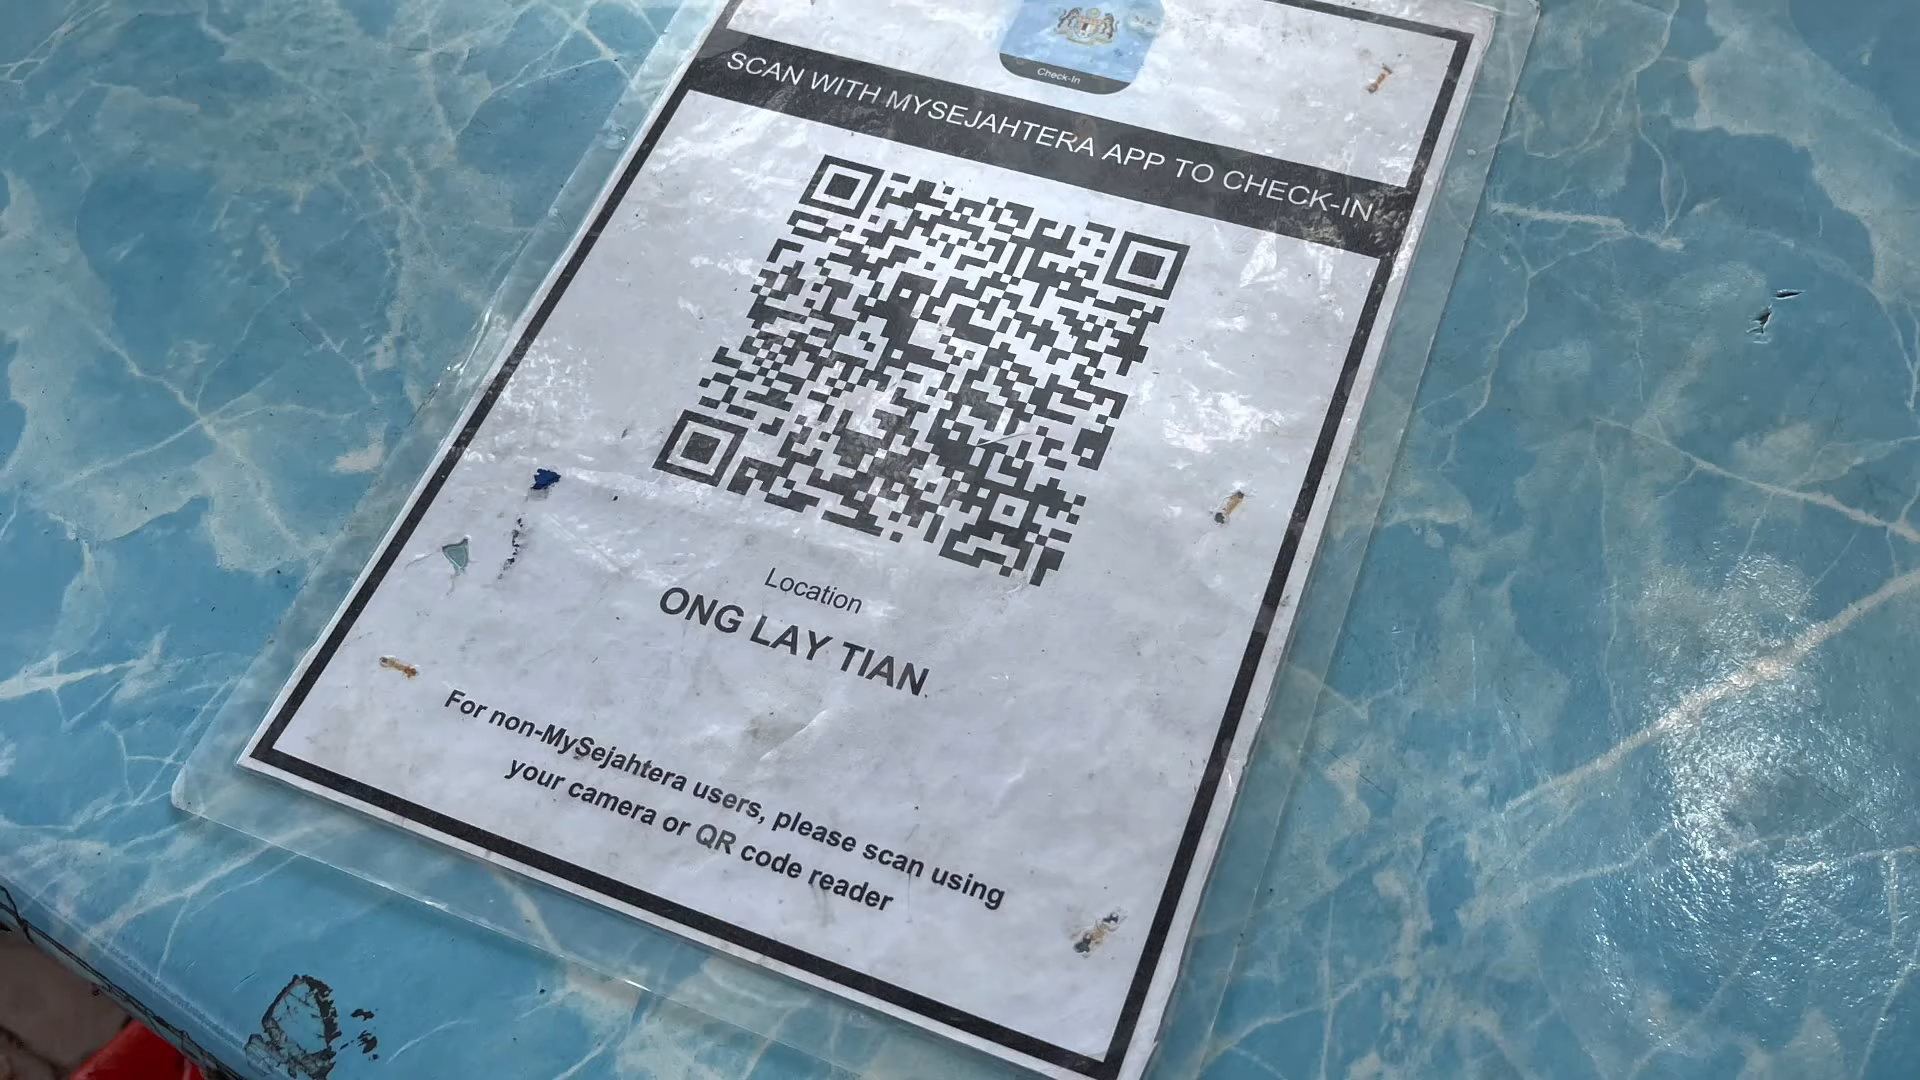 Check-In
SCAN WITH MYSEJAHTERA APP TO CHECK-IN
Location
ONG LAY TIAN
For non-MySejahtera users, please scan using
your camera or QR code reader